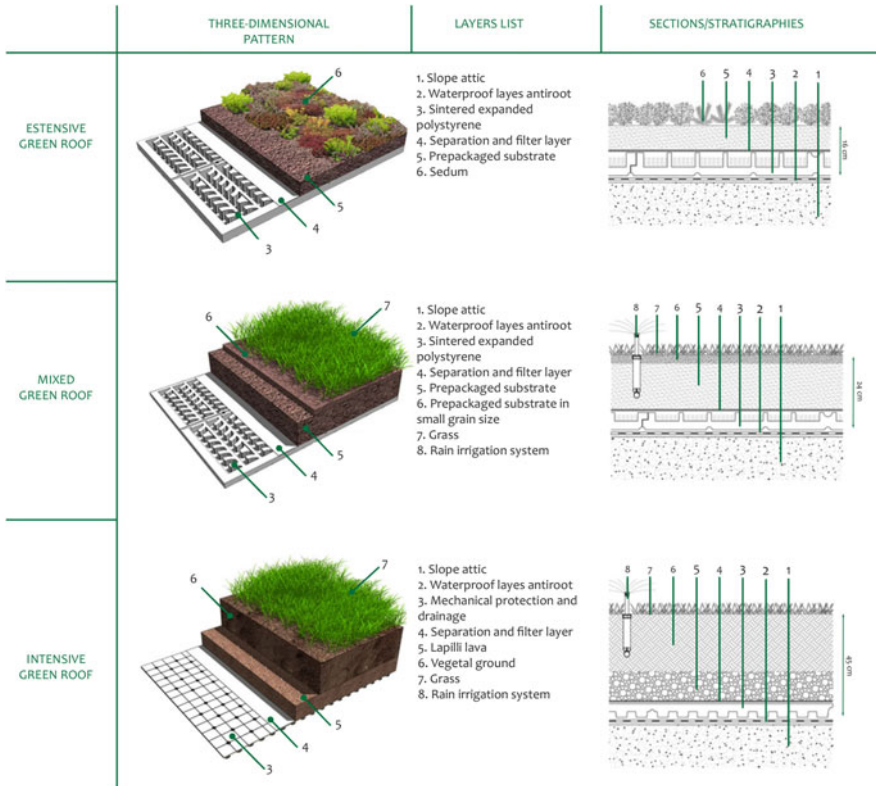 THREE-DIMENSIONAL
PATTERN
LAYERS LIST
SECTIONS/STRATIGRAPHIES
ESTENSIVE
GREEN ROOF
6
5
4
3
1. Slope attic
2. Waterproof layes antiroot
3. Sintered expanded
polystyrene
4. Separation and filter layer
5. Prepackaged substrate
6. Sedum
6 5 4 3 2 1
16 cm
MIXED
GREEN ROOF
7
6
5
4
3
1. Slope attic
2. Waterproof layes antiroot
3. Sintered expanded
polystyrene
4. Separation and filter layer
5. Prepackaged substrate
6. Prepackaged substrate in
small grain size
7. Grass
8. Rain irrigation system
8 7 6 5 4 3 2 1
24 cm
INTENSIVE
GREEN ROOF
7
6
5
4
3
1. Slope attic
2. Waterproof layes antiroot
3. Mechanical protection and
drainage
4. Separation and filter layer
5. Lapilli lava
6. Vegetal ground
7. Grass
8. Rain irrigation system
8 7 6 5 4 3 2 1
45 cm